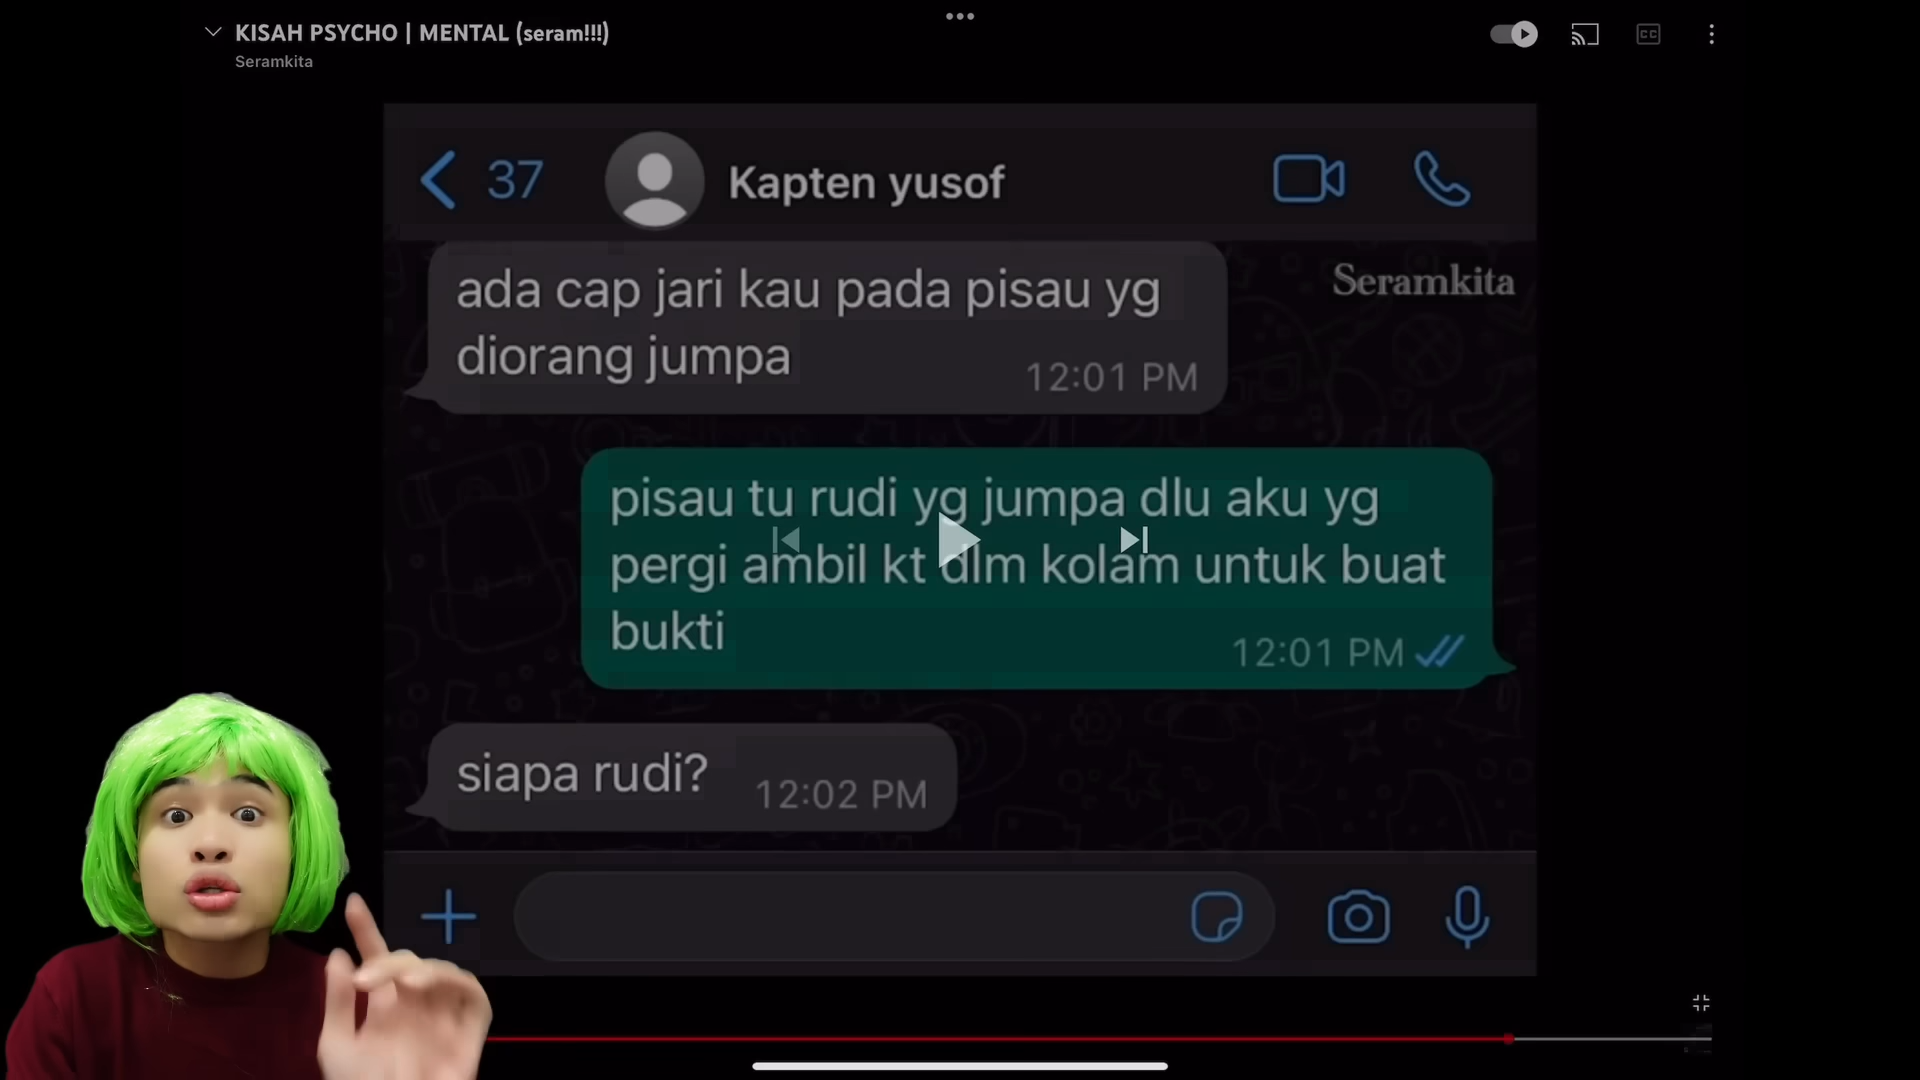 KISAH PSYCHO | MENTAL (seram!!!)
Seramkita
CC
37
Kapten yusof
Seramkita
ada cap jari kau pada pisau yg
diorang jumpa
12:01 PM
pisau tu rudi yg jumpa dlu aku yg
pergi ambil kt dlm kolam untuk buat
bukti
12:01 PM
siapa rudi?
12:02 PM